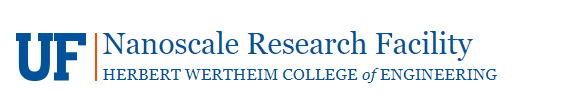 UF
Nanoscale Research Facility
HERBERT WERTHEIM COLLEGE of ENGINEERING